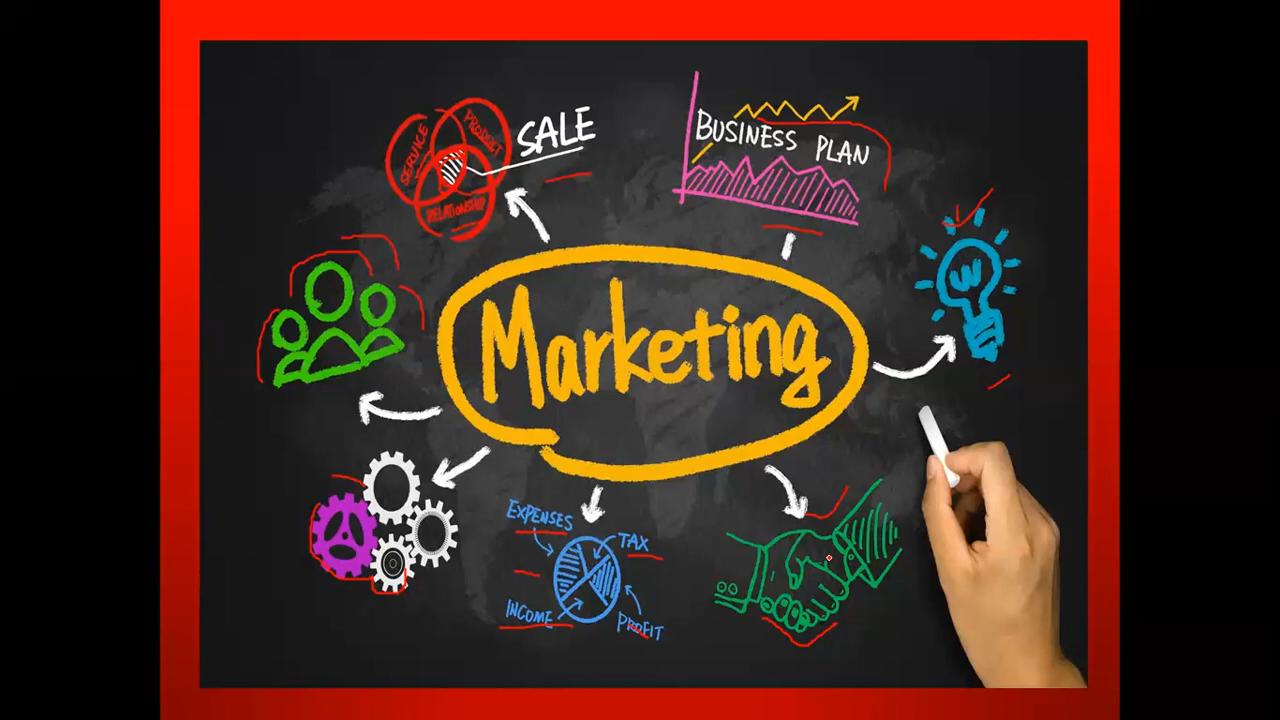 SERVICE
PRODUCT
RELATIONSHIP
SALE
BUSINESS PLAN
Marketing
EXPENSES
TAX
INCOME
PROFIT